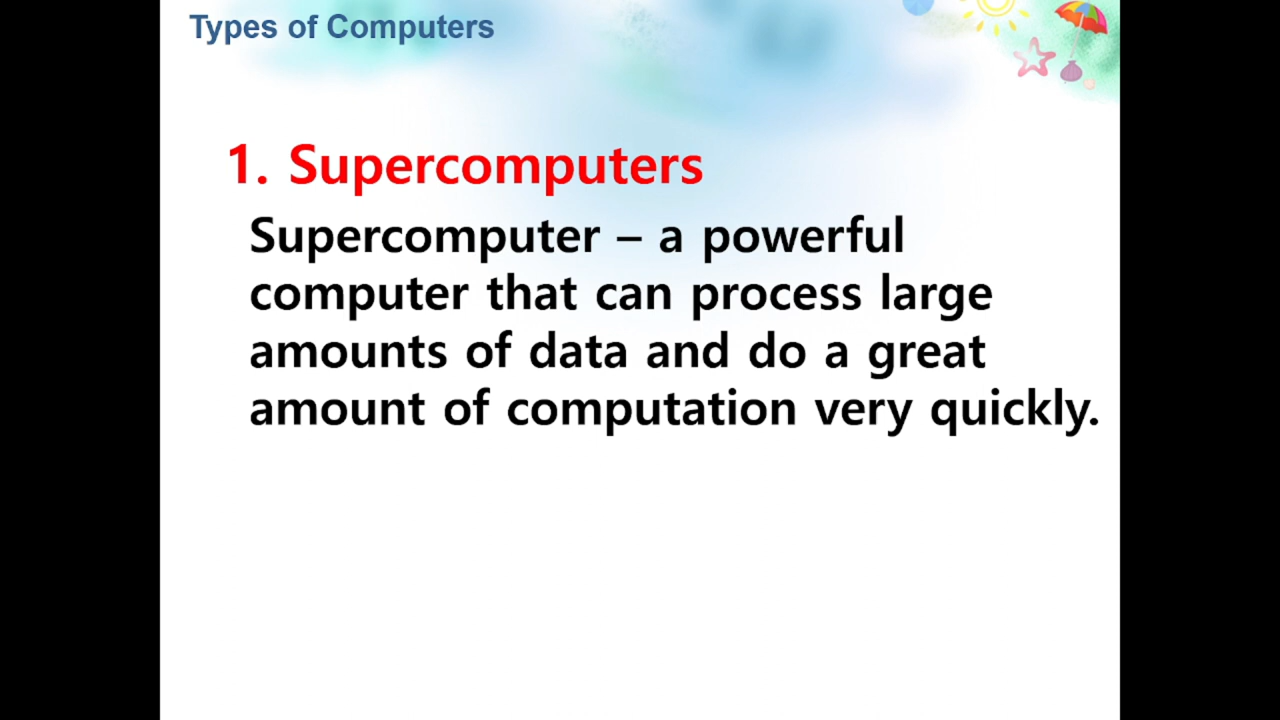 Types of Computers
1. Supercomputers
Supercomputer – a powerful
computer that can process large
amounts of data and do a great
amount of computation very quickly.